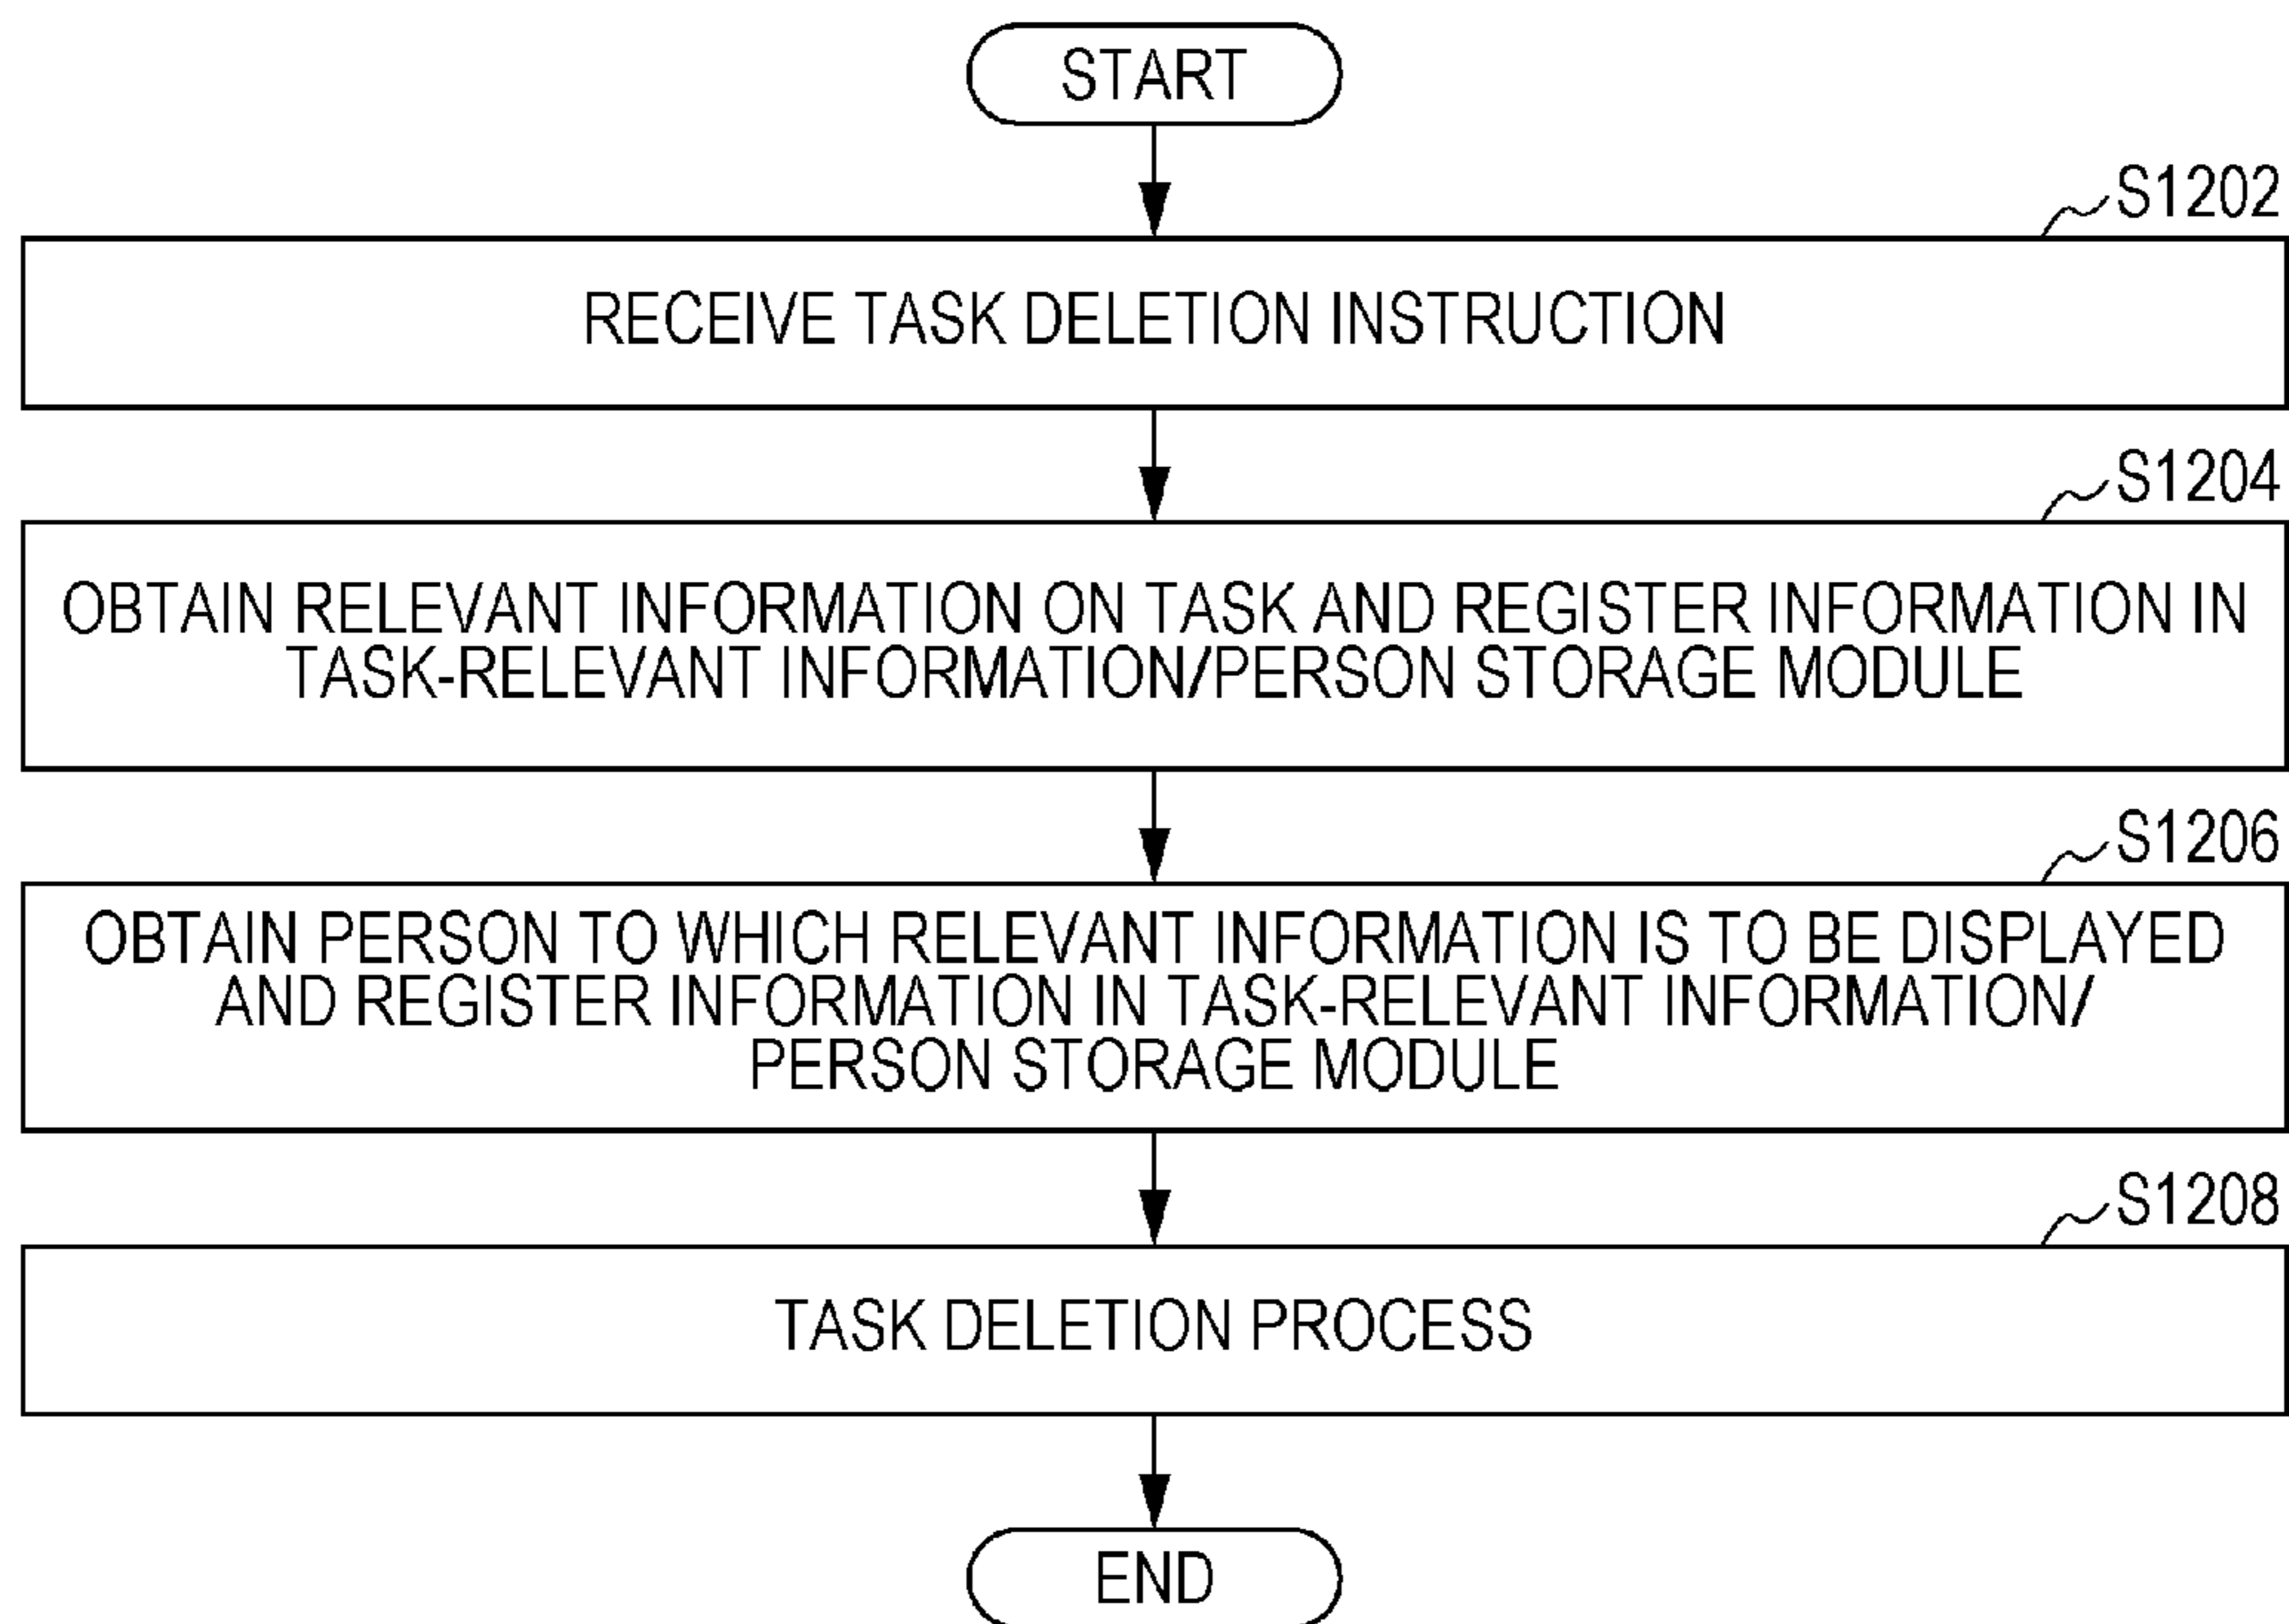 START
S1202
RECEIVE TASK DELETION INSTRUCTION
S1204
OBTAIN RELEVANT INFORMATION ON TASK AND REGISTER INFORMATION IN
TASK-RELEVANT INFORMATION/PERSON STORAGE MODULE
S1206
OBTAIN PERSON TO WHICH RELEVANT INFORMATION IS TO BE DISPLAYED
AND REGISTER INFORMATION IN TASK-RELEVANT INFORMATION/
PERSON STORAGE MODULE
S1208
TASK DELETION PROCESS
END